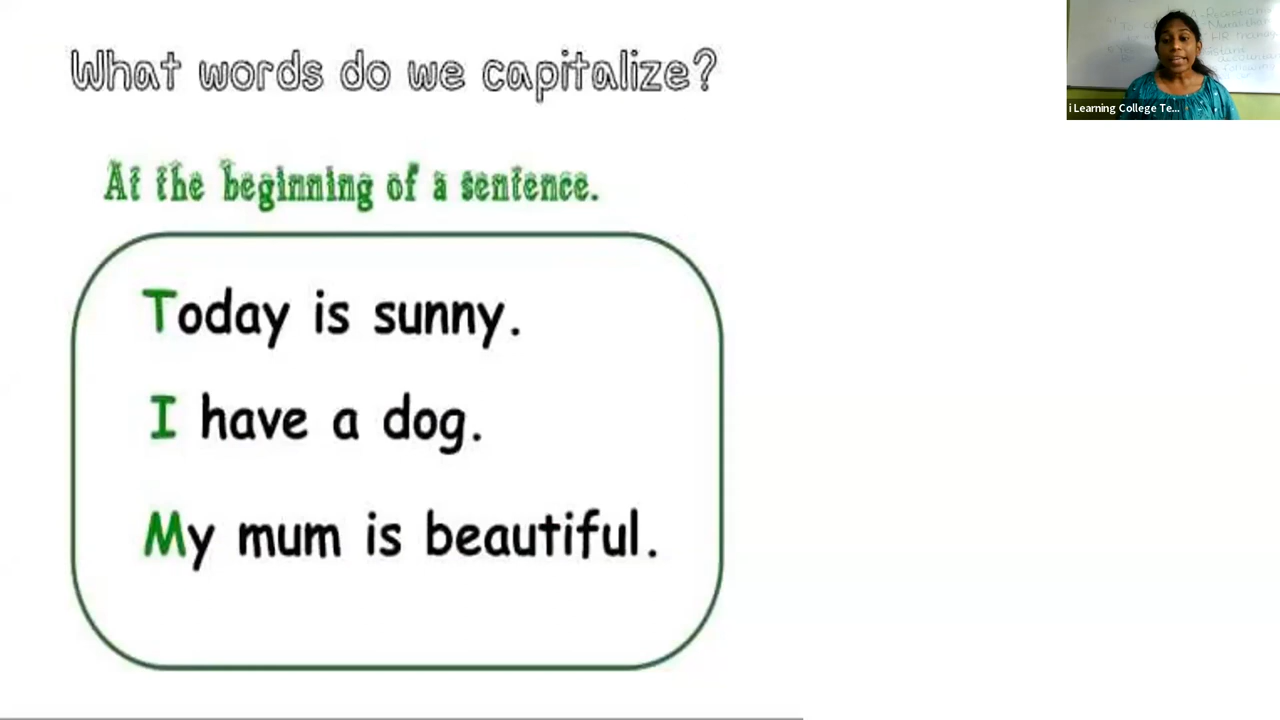 What words do we capitalize?
At the beginning of a sentence.
Today is sunny.
I have a dog.
My mum is beautiful.
i Learning College Te...